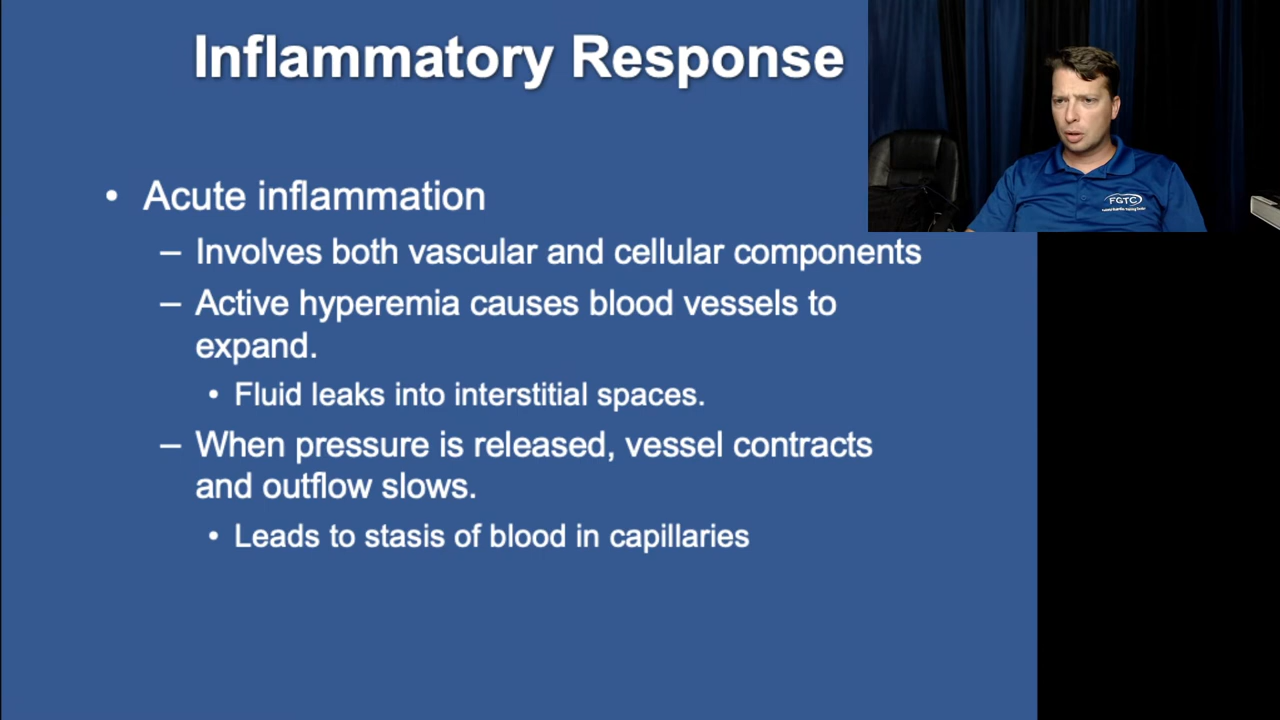 Inflammatory Response
• Acute inflammation
– Involves both vascular and cellular components
– Active hyperemia causes blood vessels to
expand.
• Fluid leaks into interstitial spaces.
– When pressure is released, vessel contracts
and outflow slows.
• Leads to stasis of blood in capillaries
FGTC